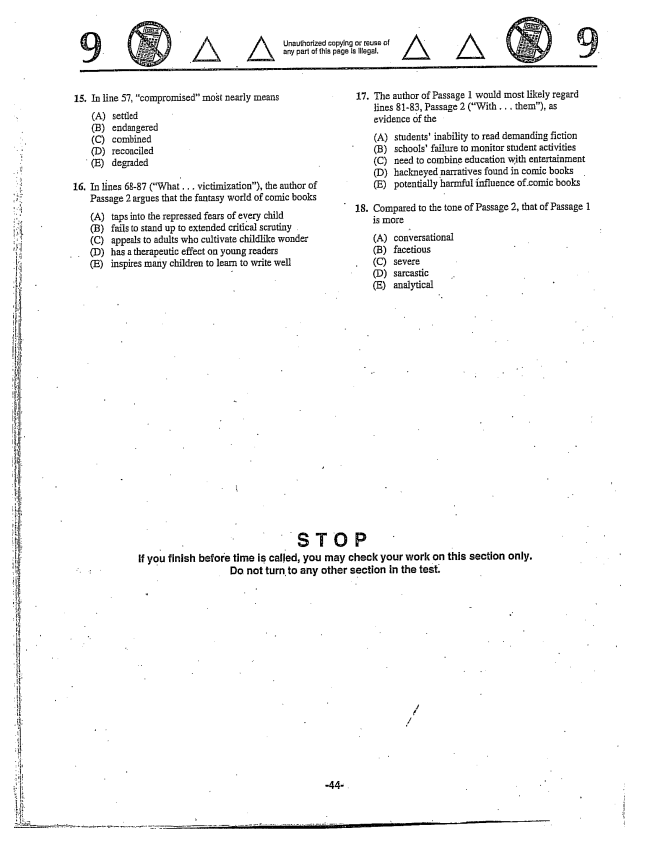 9
Unauthorized copying or reuse of
any part of this page is illegal.
9
15. In line 57, "compromised" most nearly means
(A) settled
(B) endangered
(C) combined
(D) reconciled
(E) degraded
16. In lines 68-87 ("What . . . victimization"), the author of
Passage 2 argues that the fantasy world of comic books
(A) taps into the repressed fears of every child
(B) fails to stand up to extended critical scrutiny
(C) appeals to adults who cultivate childlike wonder
(D) has a therapeutic effect on young readers
(E) inspires many children to learn to write well
17. The author of Passage 1 would most likely regard
lines 81-83, Passage 2 ("With . . . them"), as
evidence of the
(A) students' inability to read demanding fiction
(B) schools' failure to monitor student activities
(C) need to combine education with entertainment
(D) hackneyed narratives found in comic books
(E) potentially harmful influence of comic books
18. Compared to the tone of Passage 2, that of Passage 1
is more
(A) conversational
(B) facetious
(C) severe
(D) sarcastic
(E) analytical
STOP
If you finish before time is called, you may check your work on this section only.
Do not turn to any other section in the test.
-44-